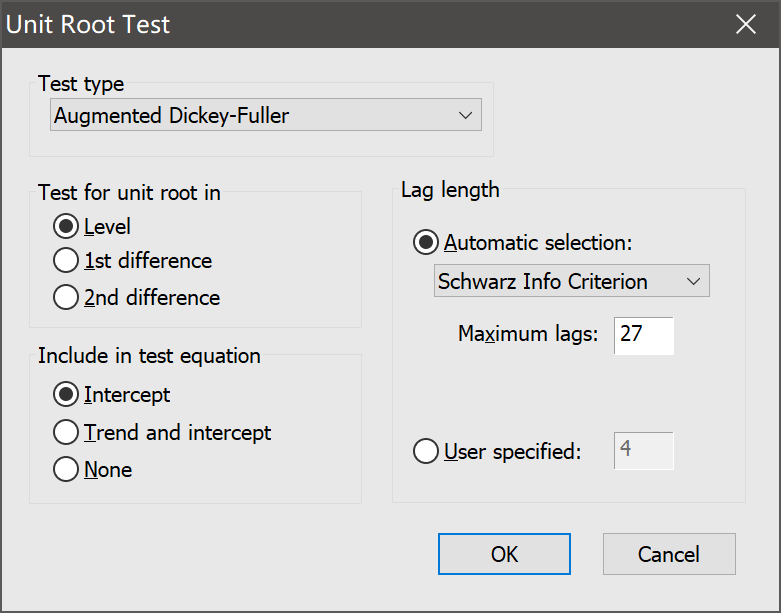 Unit Root Test
Test type
Augmented Dickey-Fuller
Test for unit root in
Level
1st difference
2nd difference
Include in test equation
Intercept
Trend and intercept
None
Lag length
Automatic selection:
Schwarz Info Criterion
Maximum lags: 27
User specified: 4
OK
Cancel